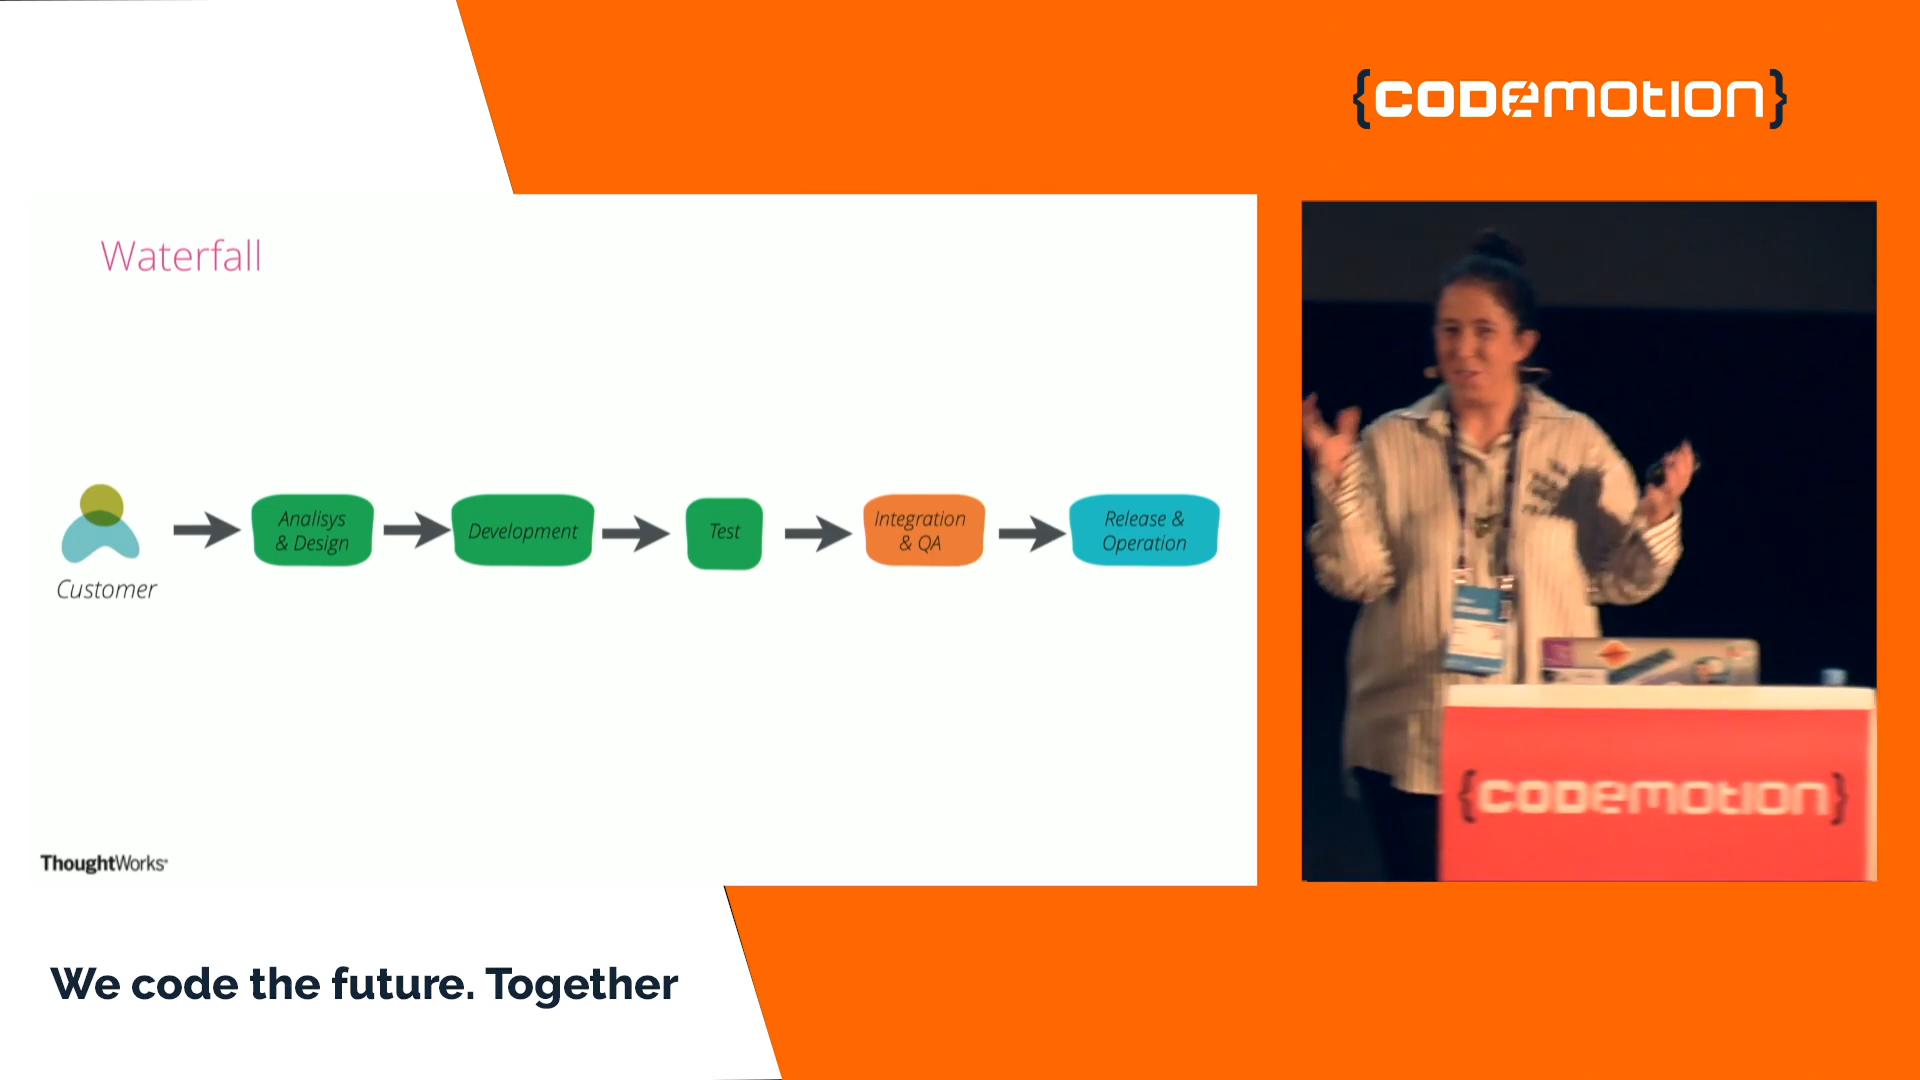 {CODEMOTION}
Waterfall
Customer
Analisys
& Design
Development
Test
Integration
& QA
Release &
Operation
ThoughtWorks
We code the future. Together
{CODEMOTION}